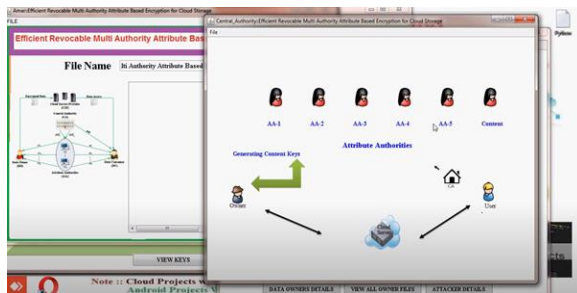 Aman:Efficient Revocable Multi Authority Attribute Based Encryption for Cloud Storage
FILE
Efficient Revocable Multi Authority Attribute Bas
File Name
lti Authority Attribute Based
VIEW KEYS
Note :: Cloud Projects w
Android Projects
Central_Authority:Efficient Revocable Multi Authority Attribute Based Encryption for Cloud Storage
File
AA-1 AA-2 AA-3 AA-4 AA-5 Content
Attribute Authorities
Generating Content Keys
CA
Owner
User
Cloud
Server
DATA OWNERS DETAILS
VIEW ALL OWNER FILES
ATTACKER DETAILS
Python
cts